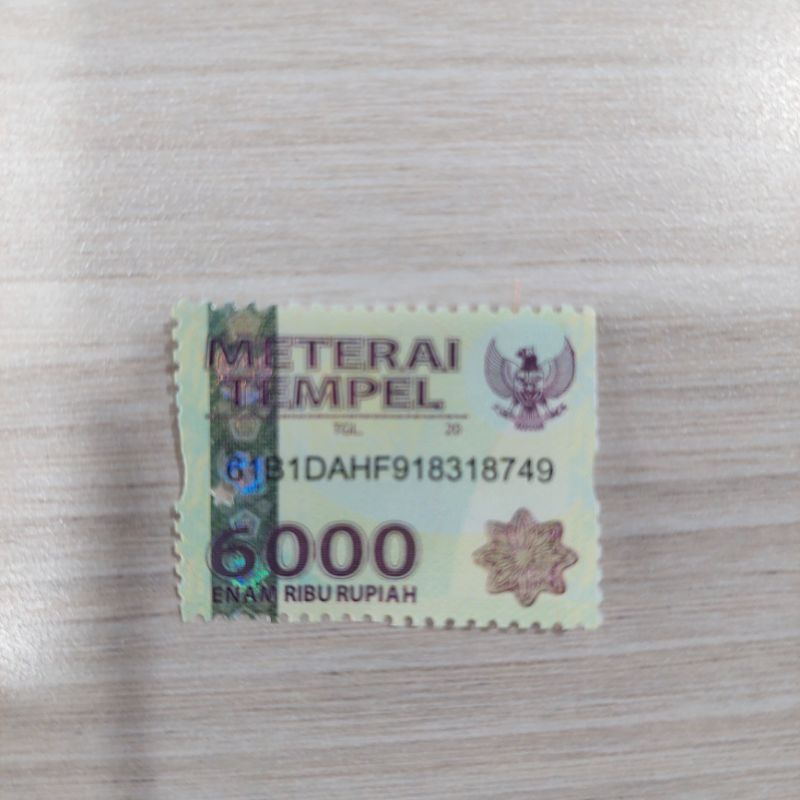 METERAI
TEMPEL
TGL. 20
61B1DAHF918318749
6000
ENAM RIBU RUPIAH